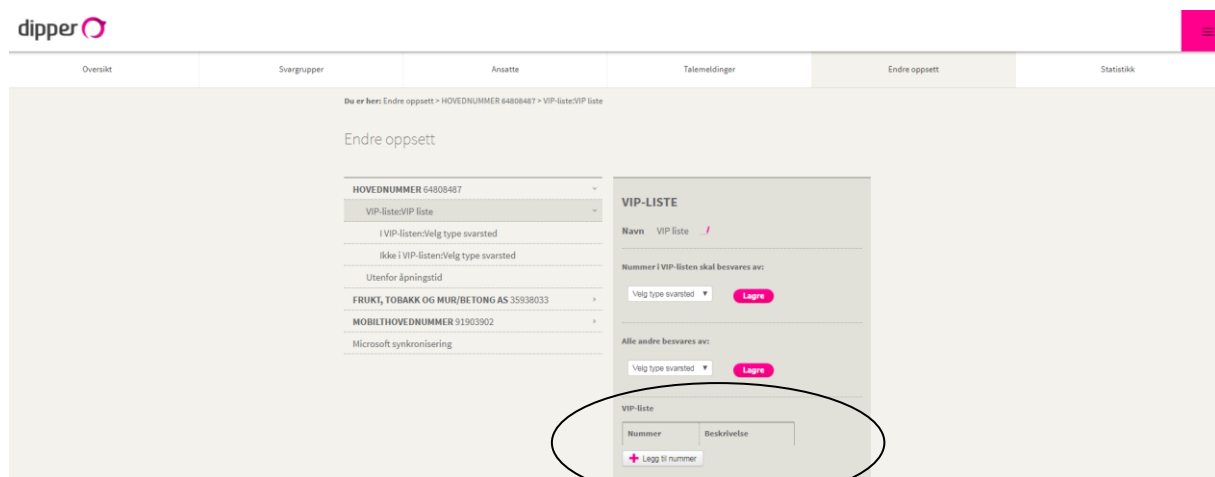 dipper
Oversikt Svargrupper Ansatte Talemeldinger Endre oppsett Statistikk
Du er her: Endre oppsett > HOVEDNUMMER 64808487 > VIP-liste:VIP liste
Endre oppsett
HOVEDNUMMER 64808487
VIP-liste:VIP liste
I VIP-listen:Velg type svarsted
Ikke i VIP-listen:Velg type svarsted
Utenfor åpningstid
FRUKT, TOBAKK OG MUR/BETONG AS 35938033
MOBILTHOVEDNUMMER 91903902
Microsoft synkronisering
VIP-LISTE
Navn VIP liste
Nummer i VIP-listen skal besvares av:
Velg type svarsted Lagre
Alle andre besvares av:
Velg type svarsted Lagre
VIP-liste
Nummer Beskrivelse
Legg til nummer